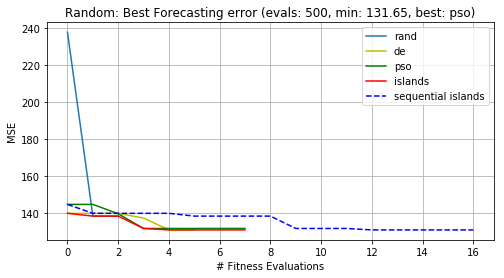 Random: Best Forecasting error (evals: 500, min: 131.65, best: pso)
rand
de
pso
islands
sequential islands
240
220
200
180
160
140
MSE
0 2 4 6 8 10 12 14 16
# Fitness Evaluations